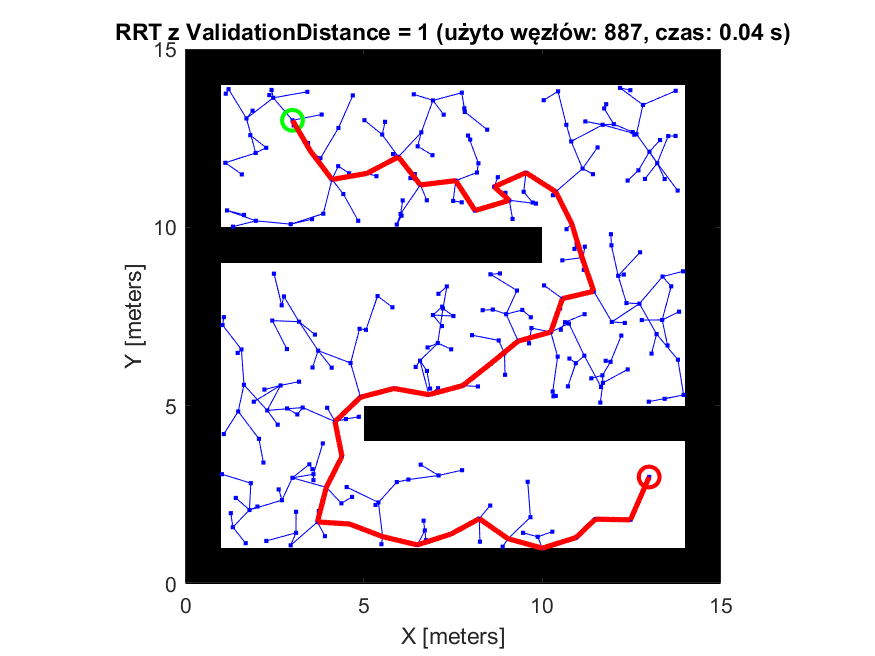 RRT z ValidationDistance = 1 (użyto węzłów: 887, czas: 0.04 s)
15
10
Y [meters]
5
0
0 5 10 15
X [meters]